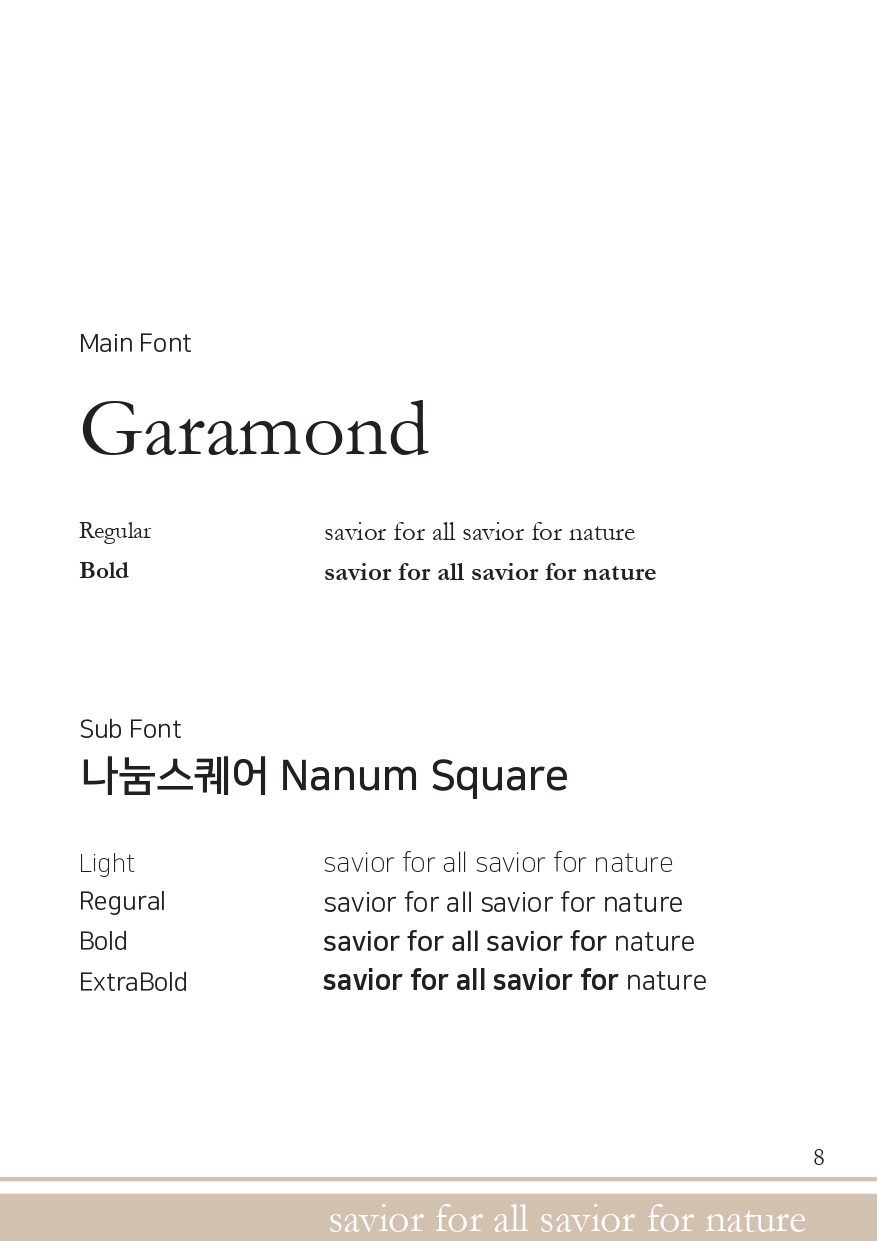 Main Font
Garamond
Regular savior for all savior for nature
Bold savior for all savior for nature
Sub Font
나눔스퀘어 Nanum Square
Light savior for all savior for nature
Regural savior for all savior for nature
Bold savior for all savior for nature
ExtraBold savior for all savior for nature
8
savior for all savior for nature